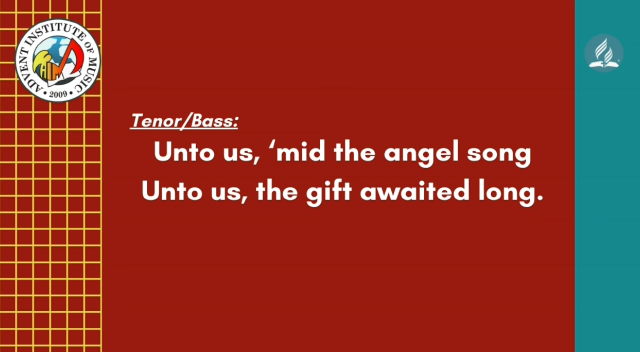 ADVENT INSTITUTE OF MUSIC
AIM
• 2009 •
Tenor/Bass:
Unto us, ‘mid the angel song
Unto us, the gift awaited long.